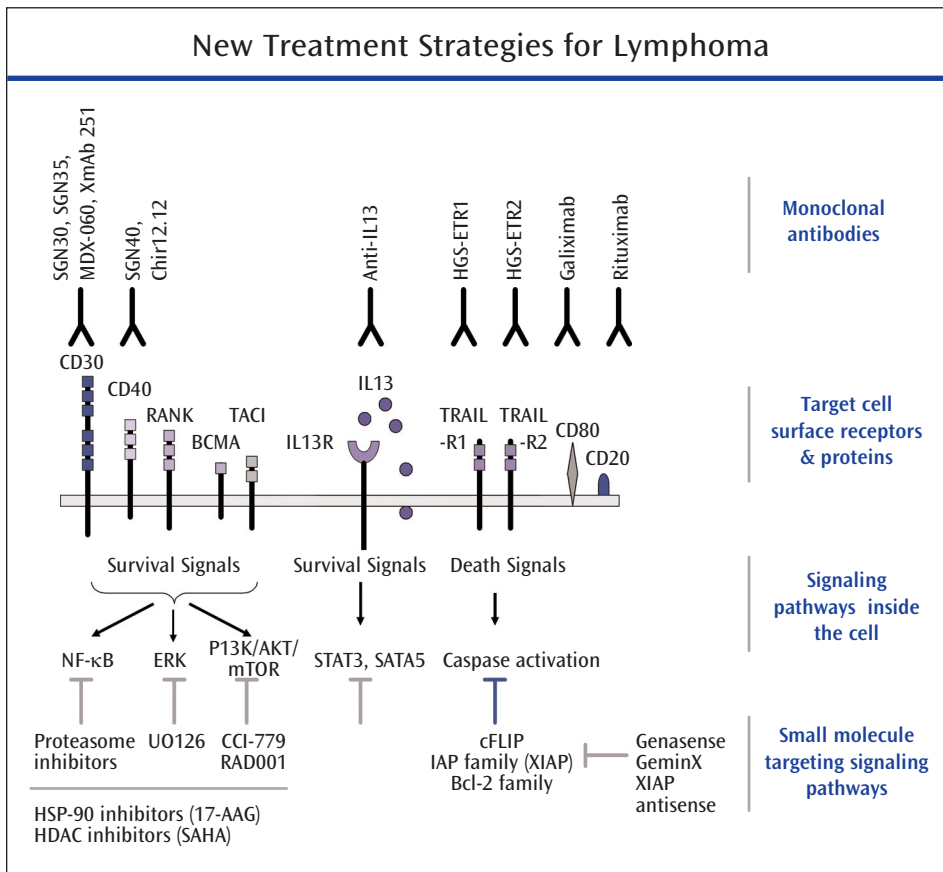 New Treatment Strategies for Lymphoma
SGN30, SGN35,
MDX-060, XmAb 251
SGN40,
Chir12.12
Anti-IL13
HGS-ETR1
HGS-ETR2
Galiximab
Rituximab
Monoclonal
antibodies
CD30
CD40
RANK
BCMA
TACI
IL13R
IL13
TRAIL
-R1
TRAIL
-R2
CD80
CD20
Target cell
surface receptors
& proteins
Survival Signals
Survival Signals
Death Signals
Signaling
pathways inside
the cell
NF-κB
ERK
P13K/AKT/
mTOR
STAT3, SATA5
Caspase activation
Proteasome
inhibitors
UO126
CCI-779
RAD001
cFLIP
IAP family (XIAP)
Bcl-2 family
Genasense
GeminX
XIAP
antisense
Small molecule
targeting signaling
pathways
HSP-90 inhibitors (17-AAG)
HDAC inhibitors (SAHA)